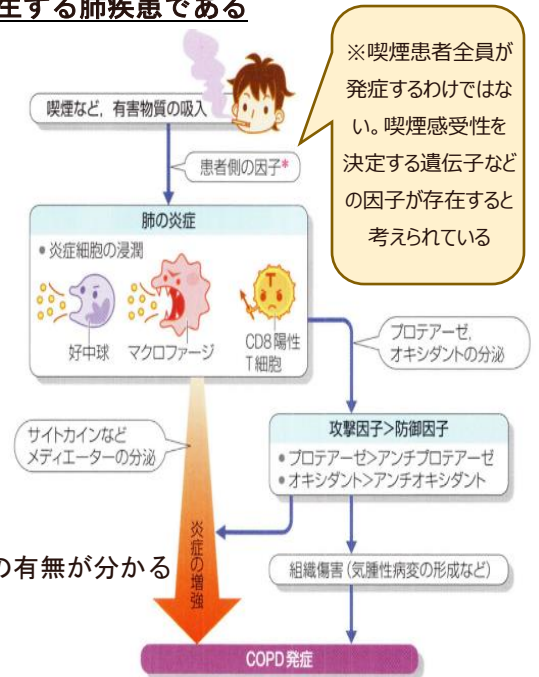 生する肺疾患である
※喫煙患者全員が
発症するわけではな
い。喫煙感受性を
決定する遺伝子など
の因子が存在すると
考えられている
喫煙など，有害物質の吸入
患者側の因子*
肺の炎症
●炎症細胞の浸潤
好中球
マクロファージ
T
CD8陽性
T細胞
プロテアーゼ，
オキシダントの分泌
サイトカインなど
メディエーターの分泌
攻撃因子>防御因子
●プロテアーゼ>アンチプロテアーゼ
●オキシダント>アンチオキシダント
炎症の増強
の有無が分かる
組織傷害（気腫性病変の形成など）
COPD発症